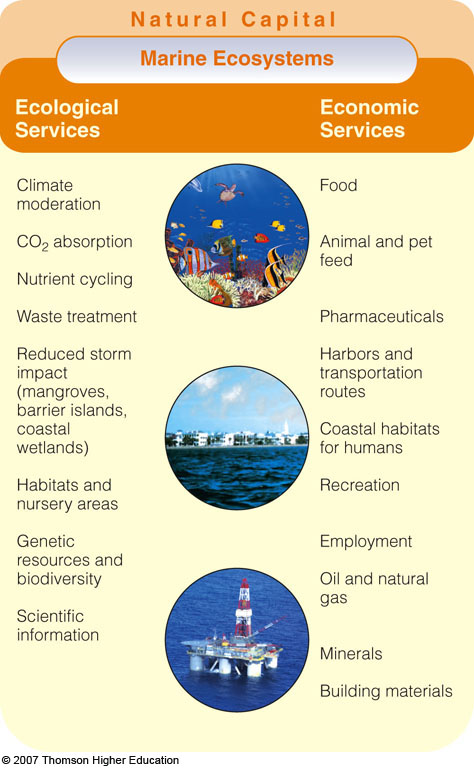 Natural Capital
Marine Ecosystems
Ecological
Services
Climate
moderation
CO2 absorption
Nutrient cycling
Waste treatment
Reduced storm
impact
(mangroves,
barrier islands,
coastal
wetlands)
Habitats and
nursery areas
Genetic
resources and
biodiversity
Scientific
information
Economic
Services
Food
Animal and pet
feed
Pharmaceuticals
Harbors and
transportation
routes
Coastal habitats
for humans
Recreation
Employment
Oil and natural
gas
Minerals
Building materials
© 2007 Thomson Higher Education